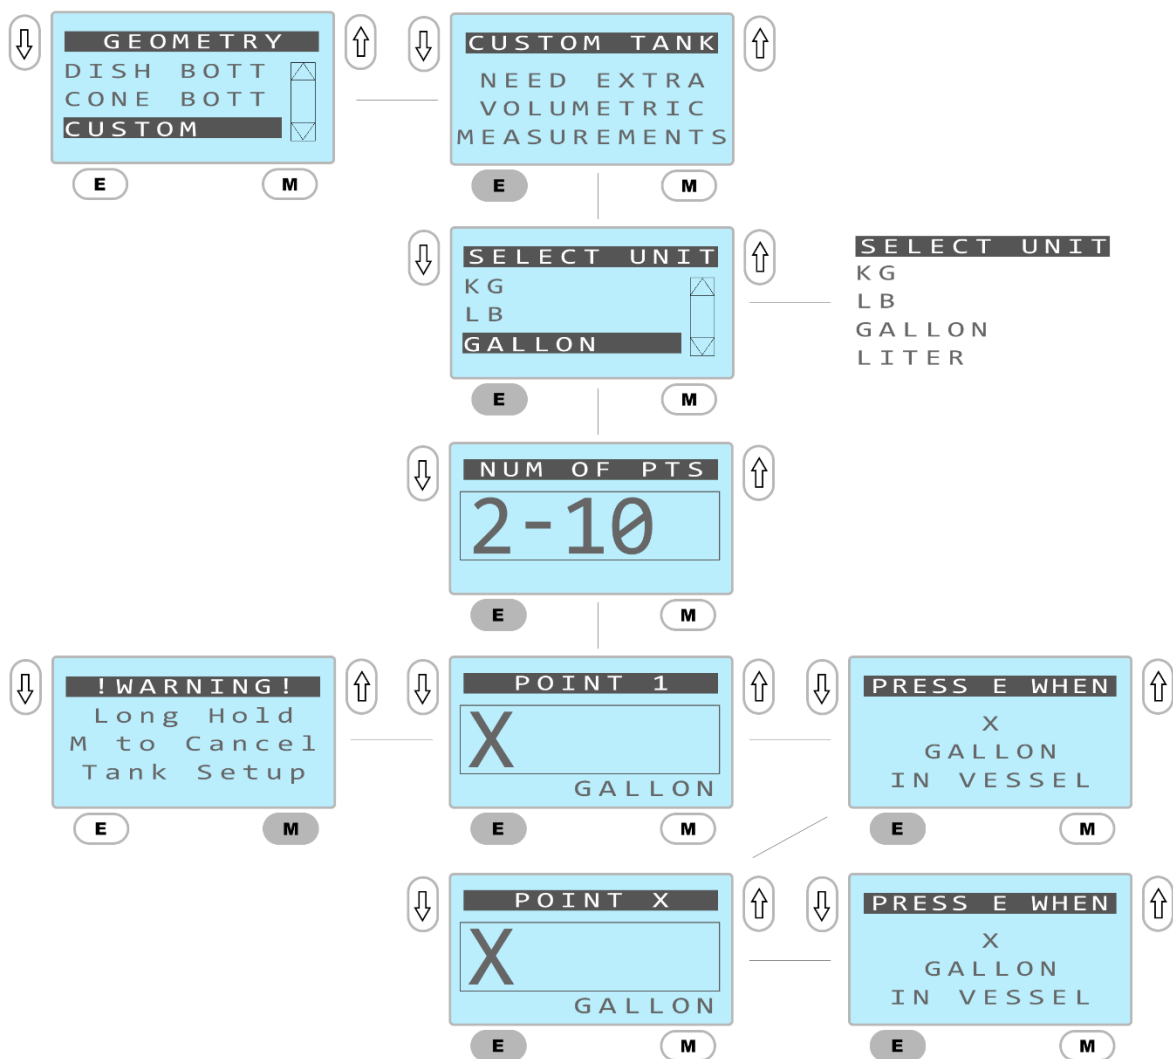 GEOMETRY
DISH BOTT
CONE BOTT
CUSTOM
E
M
CUSTOM TANK
NEED EXTRA
VOLUMETRIC
MEASUREMENTS
E
M
SELECT UNIT
KG
LB
GALLON
E
M
SELECT UNIT
KG
LB
GALLON
LITER
NUM OF PTS
2-10
E
M
!WARNING!
Long Hold
M to Cancel
Tank Setup
E
M
POINT 1
X
GALLON
E
M
PRESS E WHEN
X
GALLON
IN VESSEL
E
M
POINT X
X
GALLON
E
M
PRESS E WHEN
X
GALLON
IN VESSEL
E
M